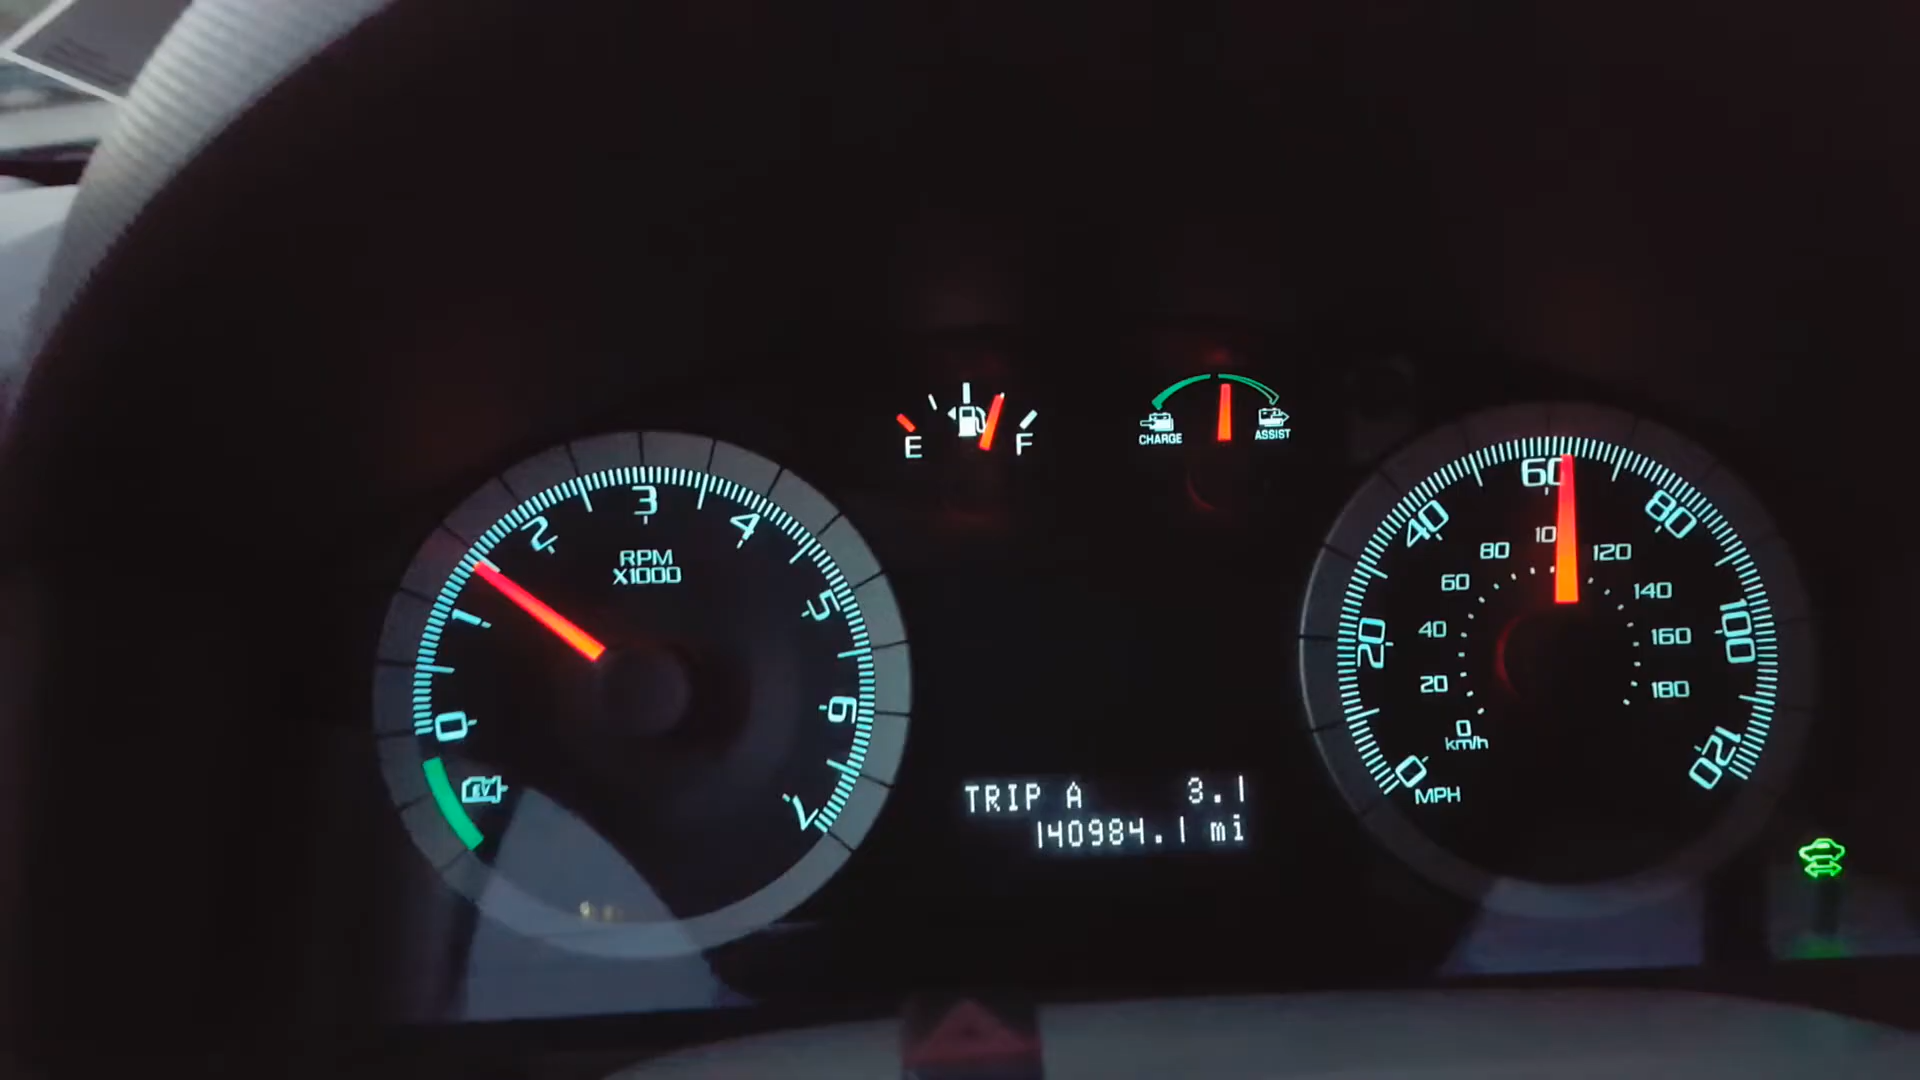 E F
CHARGE ASSIST
0 1 2 3 4 5 6 7
RPM
X1000
EV
0 20 40 60 80 100 120
MPH
0 20 40 60 80 10 120 140 160 180
km/h
TRIP A 3.1
140984.1 mi